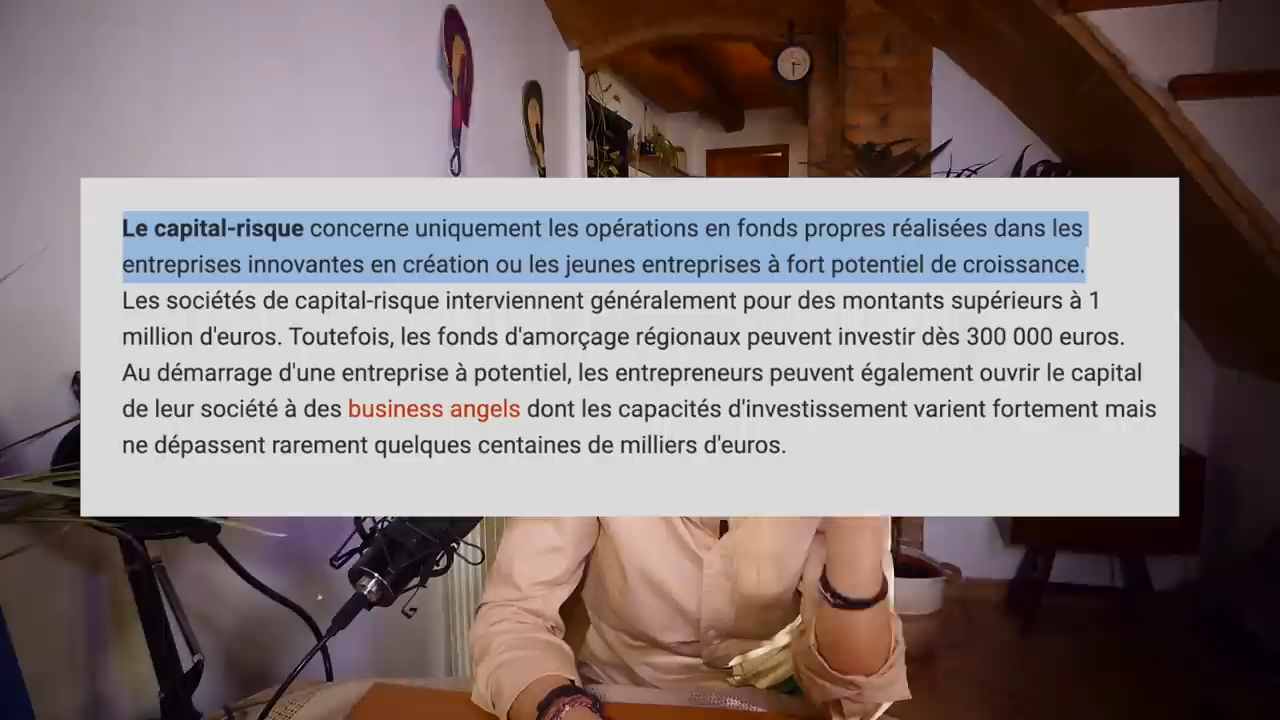 Le capital-risque concerne uniquement les opérations en fonds propres réalisées dans les
entreprises innovantes en création ou les jeunes entreprises à fort potentiel de croissance.
Les sociétés de capital-risque interviennent généralement pour des montants supérieurs à 1
million d'euros. Toutefois, les fonds d'amorçage régionaux peuvent investir dès 300 000 euros.
Au démarrage d'une entreprise à potentiel, les entrepreneurs peuvent également ouvrir le capital
de leur société à des business angels dont les capacités d'investissement varient fortement mais
ne dépassent rarement quelques centaines de milliers d'euros.